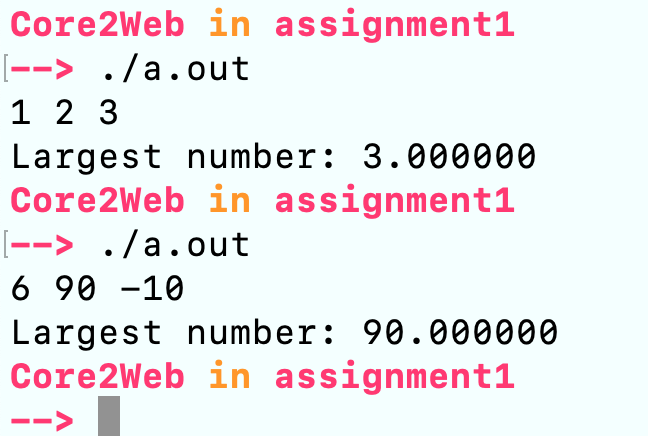 Core2Web in assignment1
[--> ./a.out
1 2 3
Largest number: 3.000000
Core2Web in assignment1
[--> ./a.out
6 90 -10
Largest number: 90.000000
Core2Web in assignment1
-->